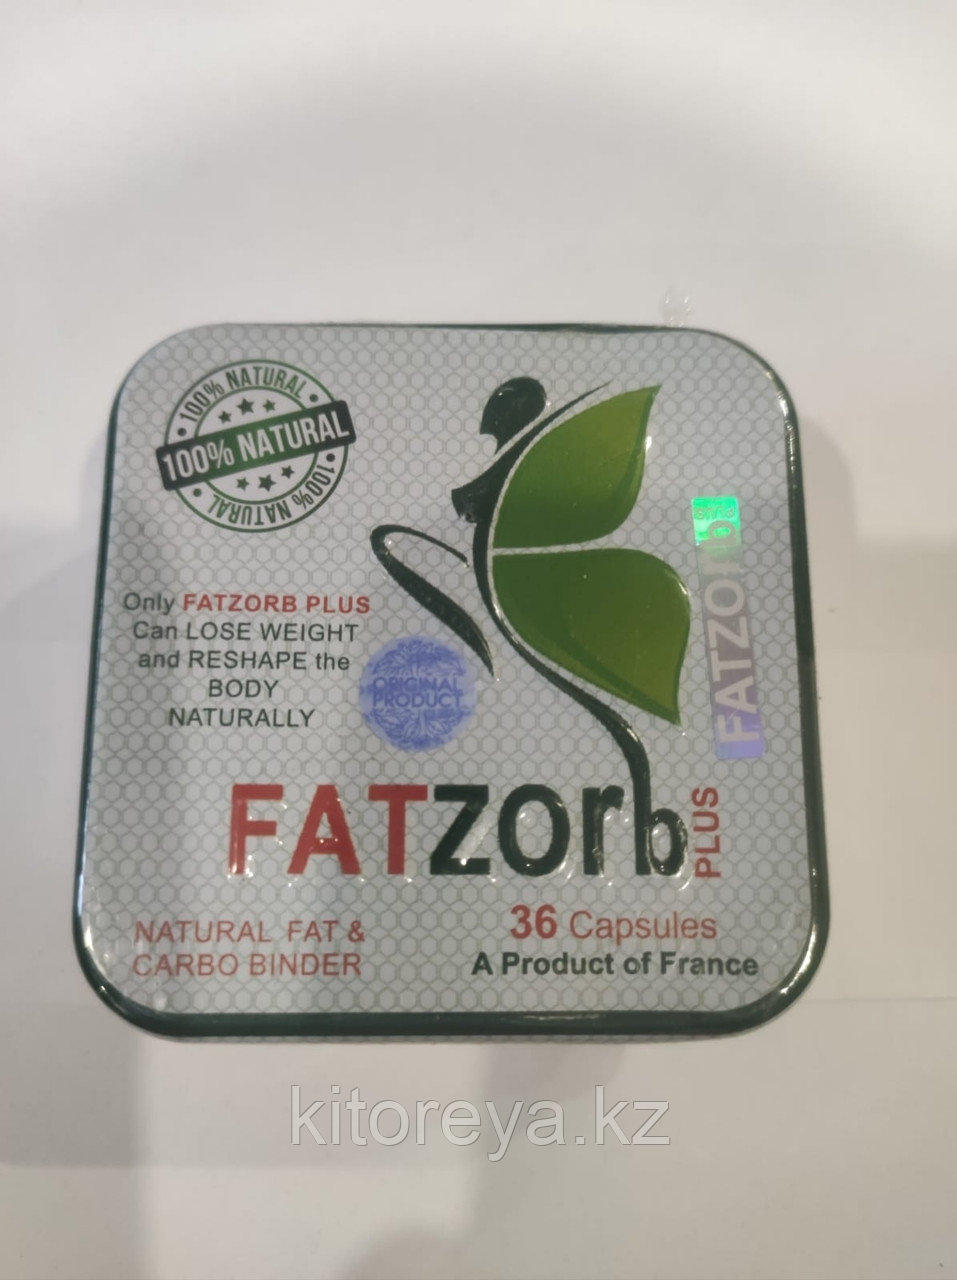 100% NATURAL
100% NATURAL
100% NATURAL
Only FATZORB PLUS
Can LOSE WEIGHT
and RESHAPE the
BODY
NATURALLY
ORIGINAL
PRODUCT
FATZORb
FATZOrb PLUS
NATURAL FAT &
CARBO BINDER
36 Capsules
A Product of France
kitoreya.kz